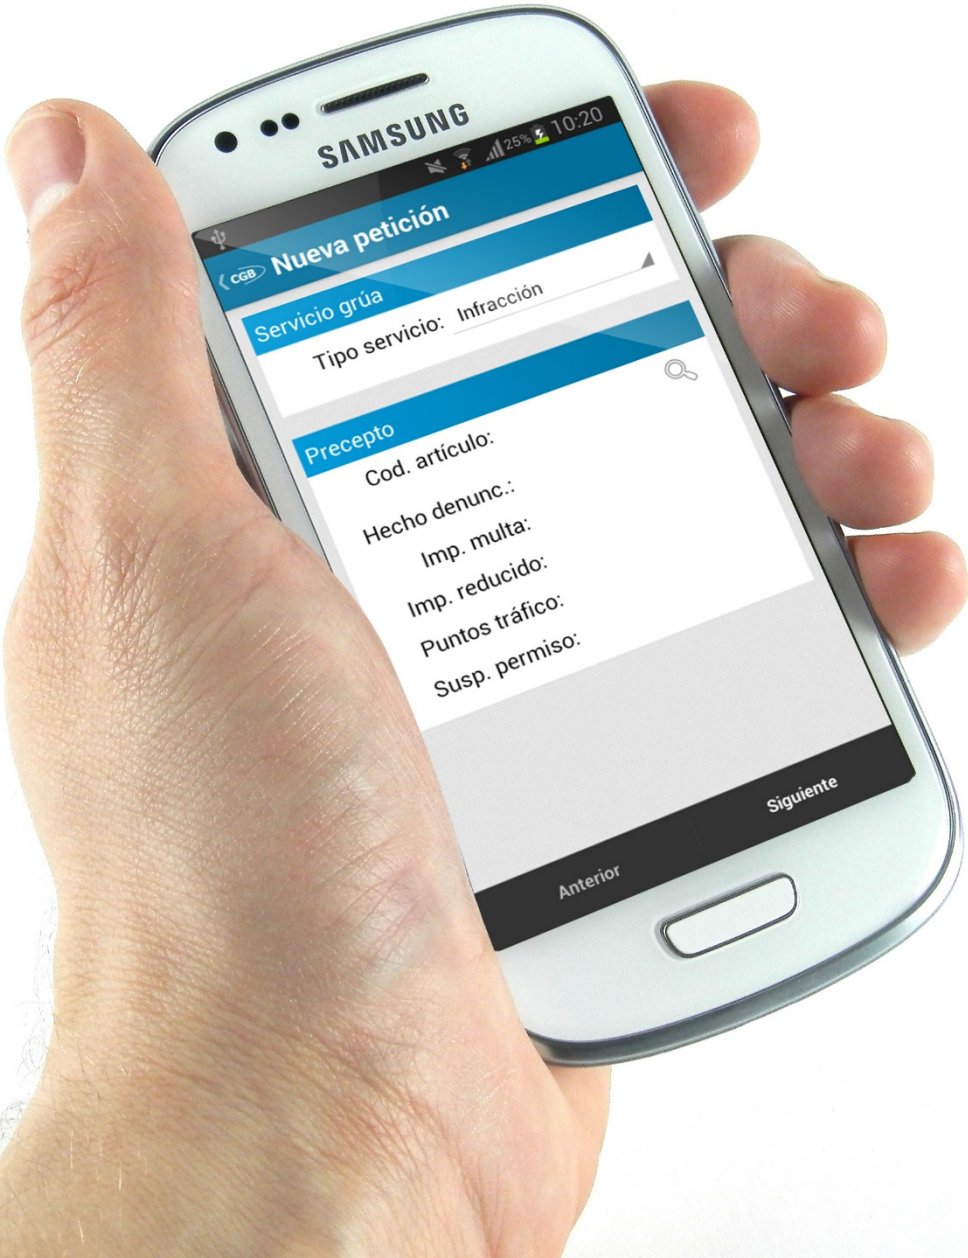 SAMSUNG
25% 10:20
CGB Nueva petición
Servicio grúa
Tipo servicio: Infracción
Precepto
Cod. artículo:
Hecho denunc.:
Imp. multa:
Imp. reducido:
Puntos tráfico:
Susp. permiso:
Anterior Siguiente